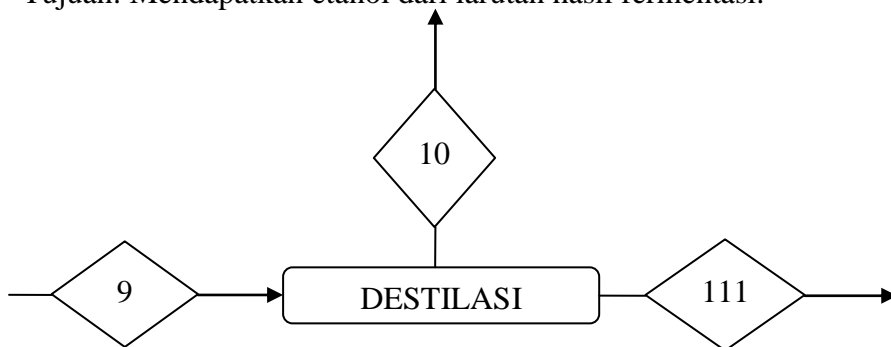 Tujuan: Mendapatkan etanol dari larutan hasil fermentasi.
10
9
DESTILASI
111